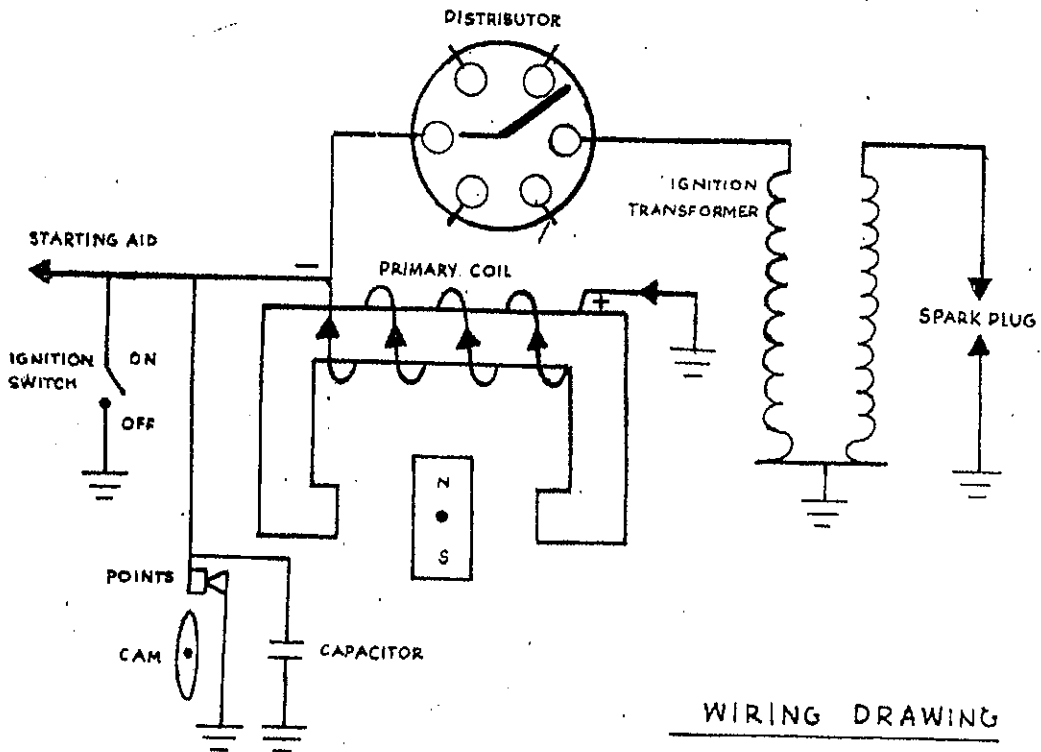 DISTRIBUTOR
IGNITION
TRANSFORMER
STARTING AID
−
PRIMARY COIL
+
SPARK PLUG
IGNITION
SWITCH
ON
OFF
N
S
POINTS
CAM
CAPACITOR
WIRING DRAWING